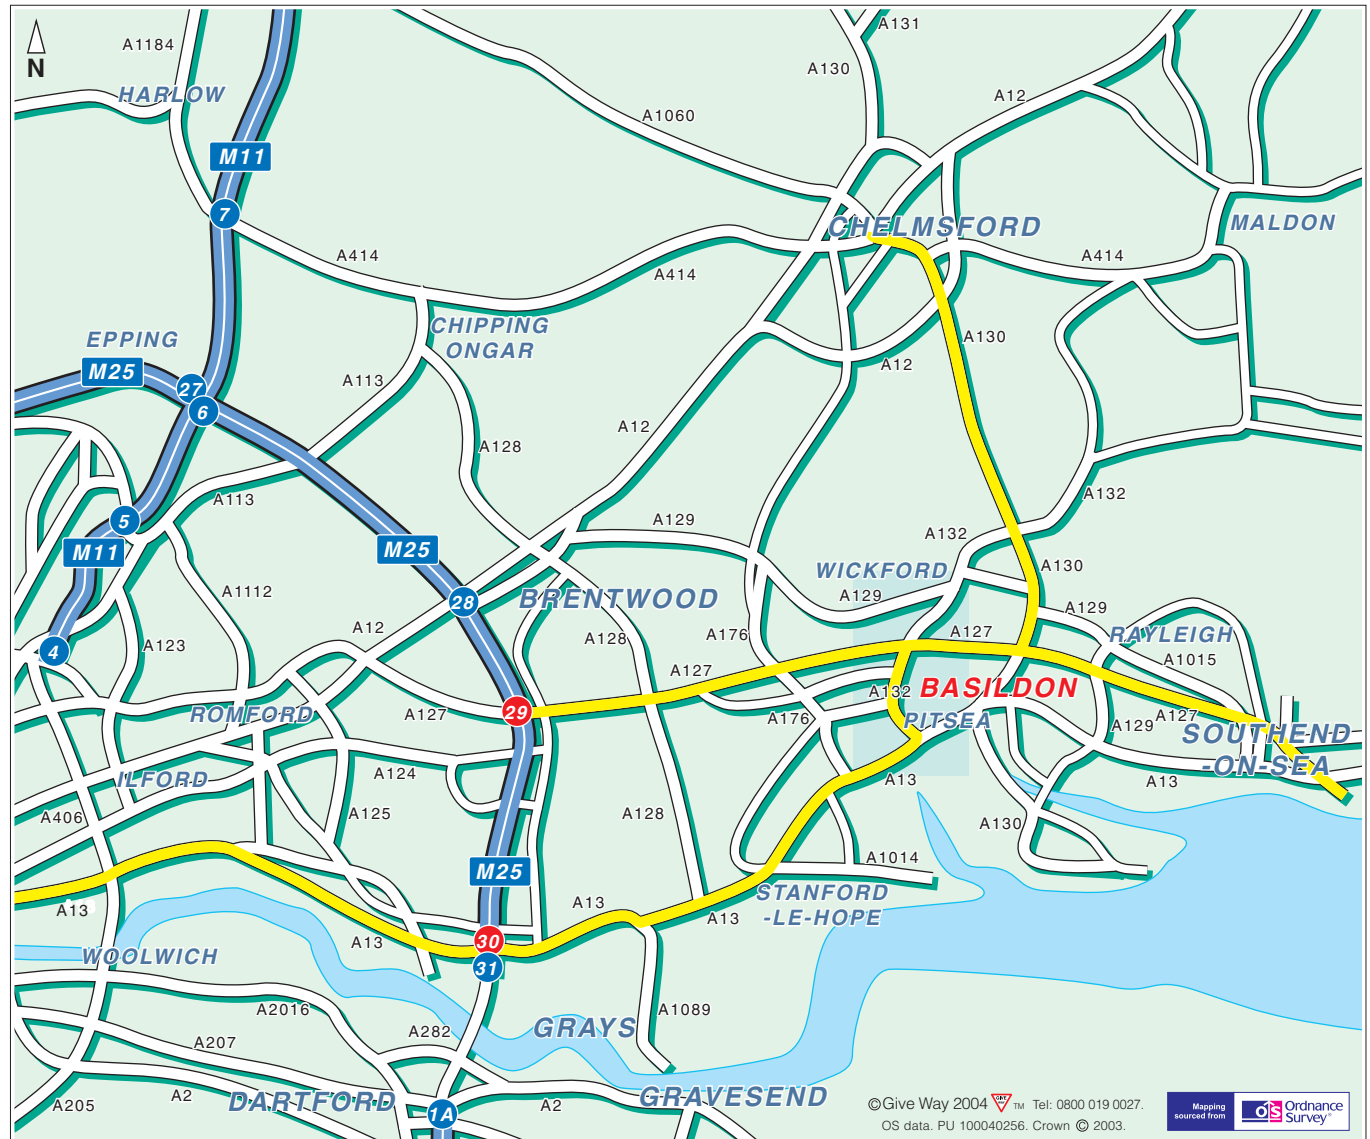 A1184
A131
N
A130
HARLOW
A12
A1060
M11
7
CHELMSFORD
MALDON
A414
A414
A414
EPPING
CHIPPING
ONGAR
A130
M25
A12
27
A113
6
A12
A128
A113
A132
5
A129
M11
M25
A132
WICKFORD
A130
A1112
A129
28
BRENTWOOD
A129
A12
A176
A127
RAYLEIGH
A128
A123
4
A1015
A127
BASILDON
A132
29
ROMFORD
A127
A176
PITSEA
A129
A127
SOUTHEND
-ON-SEA
A124
ILFORD
A13
A13
A406
A125
A128
A130
M25
A1014
STANFORD
-LE-HOPE
A13
A13
A13
A13
30
WOOLWICH
31
A2016
A1089
GRAYS
A282
A207
A2
DARTFORD
GRAVESEND
A205
A2
1A
©Give Way 2004 GIVE WAY TM Tel: 0800 019 0027.
OS data. PU 100040256. Crown © 2003.
Mapping
sourced from
OS Ordnance
Survey®